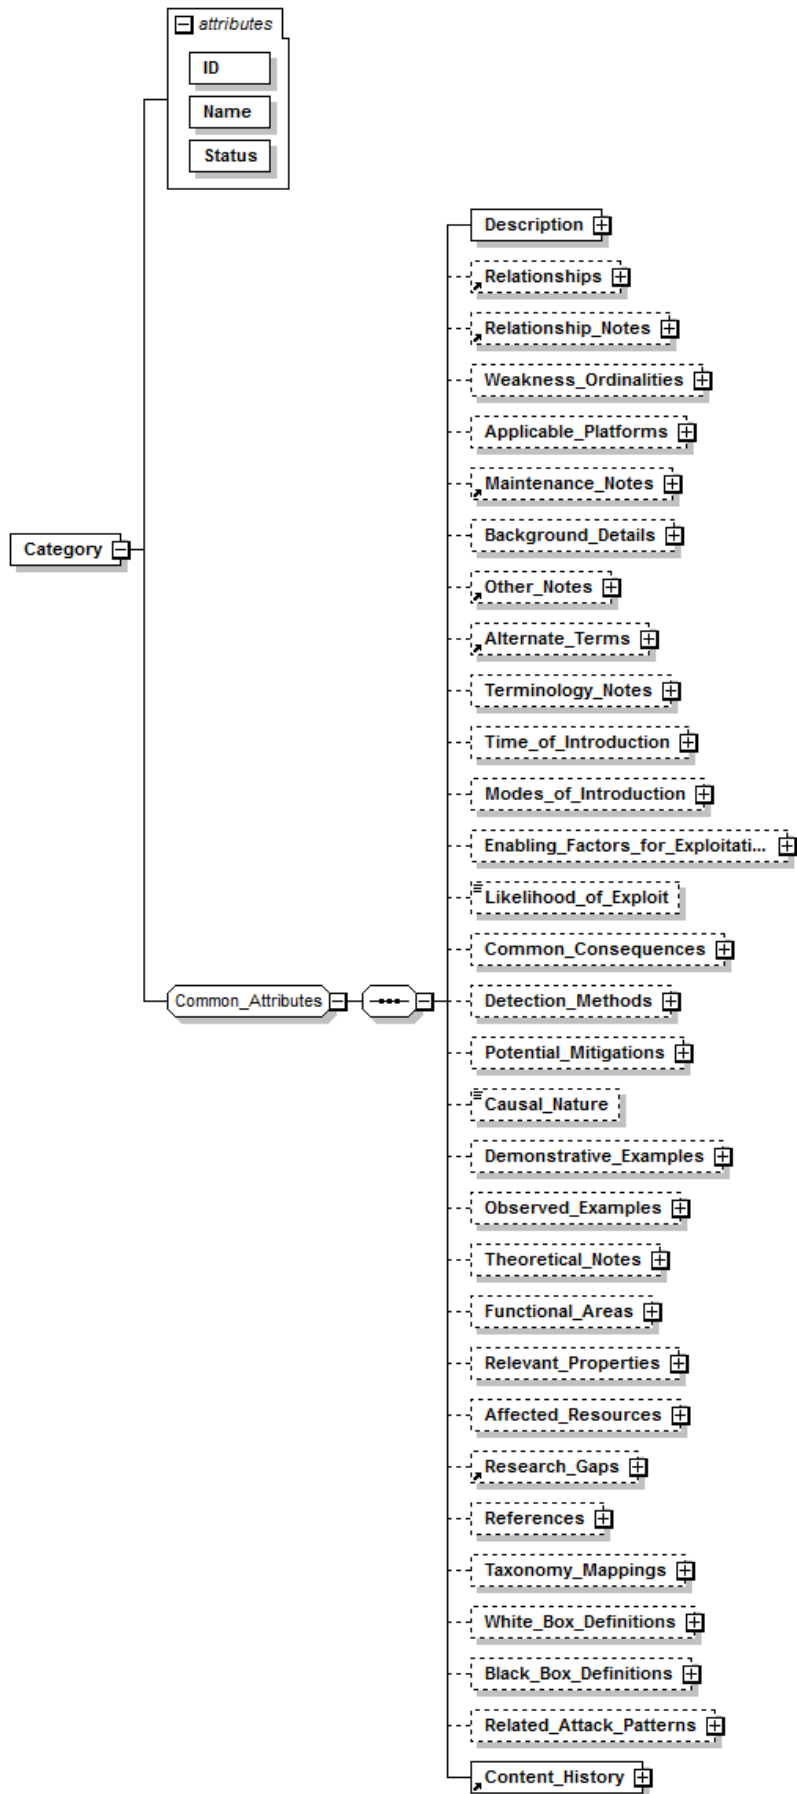 attributes
ID
Name
Status
Description
Relationships
Relationship_Notes
Weakness_Ordinalities
Applicable_Platforms
Maintenance_Notes
Category
Background_Details
Other_Notes
Alternate_Terms
Terminology_Notes
Time_of_Introduction
Modes_of_Introduction
Enabling_Factors_for_Exploitati...
Likelihood_of_Exploit
Common_Consequences
Common_Attributes
Detection_Methods
Potential_Mitigations
Causal_Nature
Demonstrative_Examples
Observed_Examples
Theoretical_Notes
Functional_Areas
Relevant_Properties
Affected_Resources
Research_Gaps
References
Taxonomy_Mappings
White_Box_Definitions
Black_Box_Definitions
Related_Attack_Patterns
Content_History